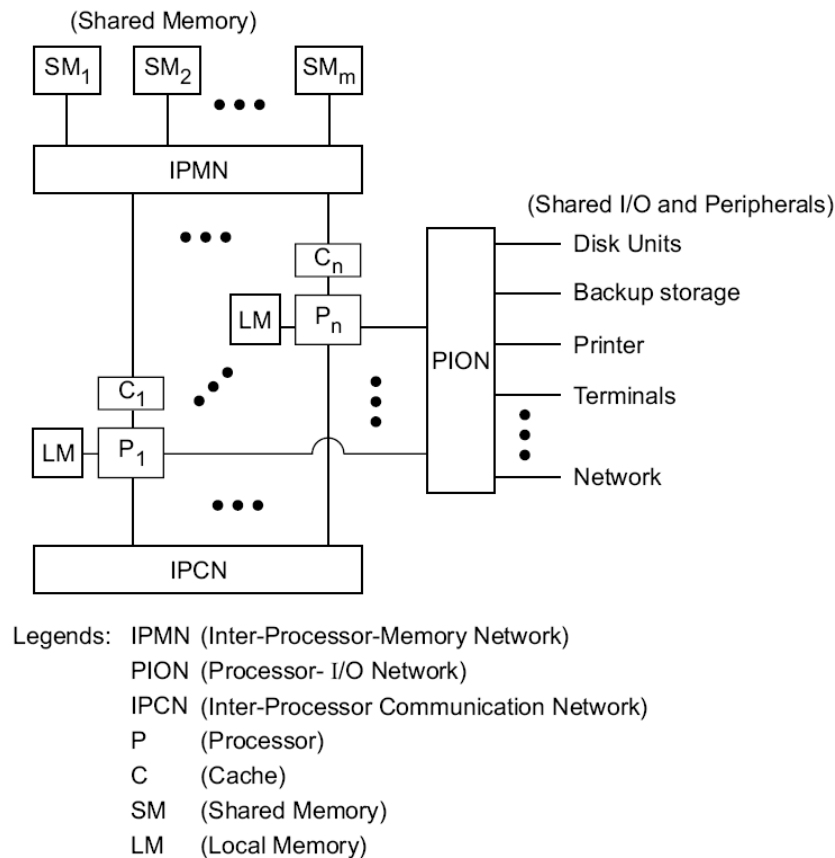 (Shared Memory)
SM1 SM2 SMm
IPMN
(Shared I/O and Peripherals)
Disk Units
Cn
Backup storage
LM Pn
Printer
PION
C1
Terminals
LM P1
Network
IPCN
Legends: IPMN (Inter-Processor-Memory Network)
PION (Processor- I/O Network)
IPCN (Inter-Processor Communication Network)
P (Processor)
C (Cache)
SM (Shared Memory)
LM (Local Memory)